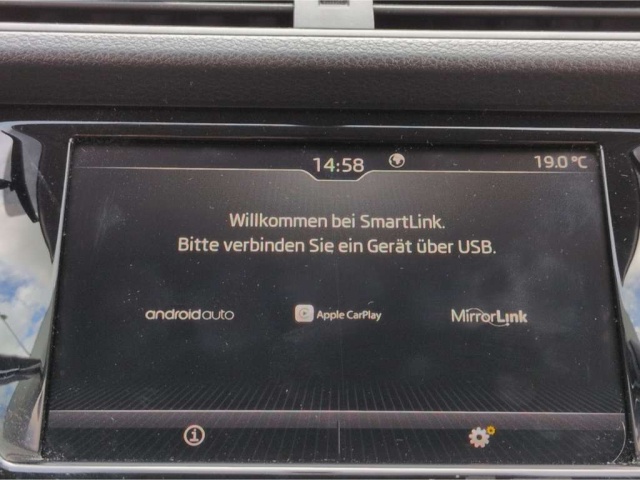 14:58 19.0 °C
Willkommen bei SmartLink.
Bitte verbinden Sie ein Gerät über USB.
androidauto Apple CarPlay MirrorLink